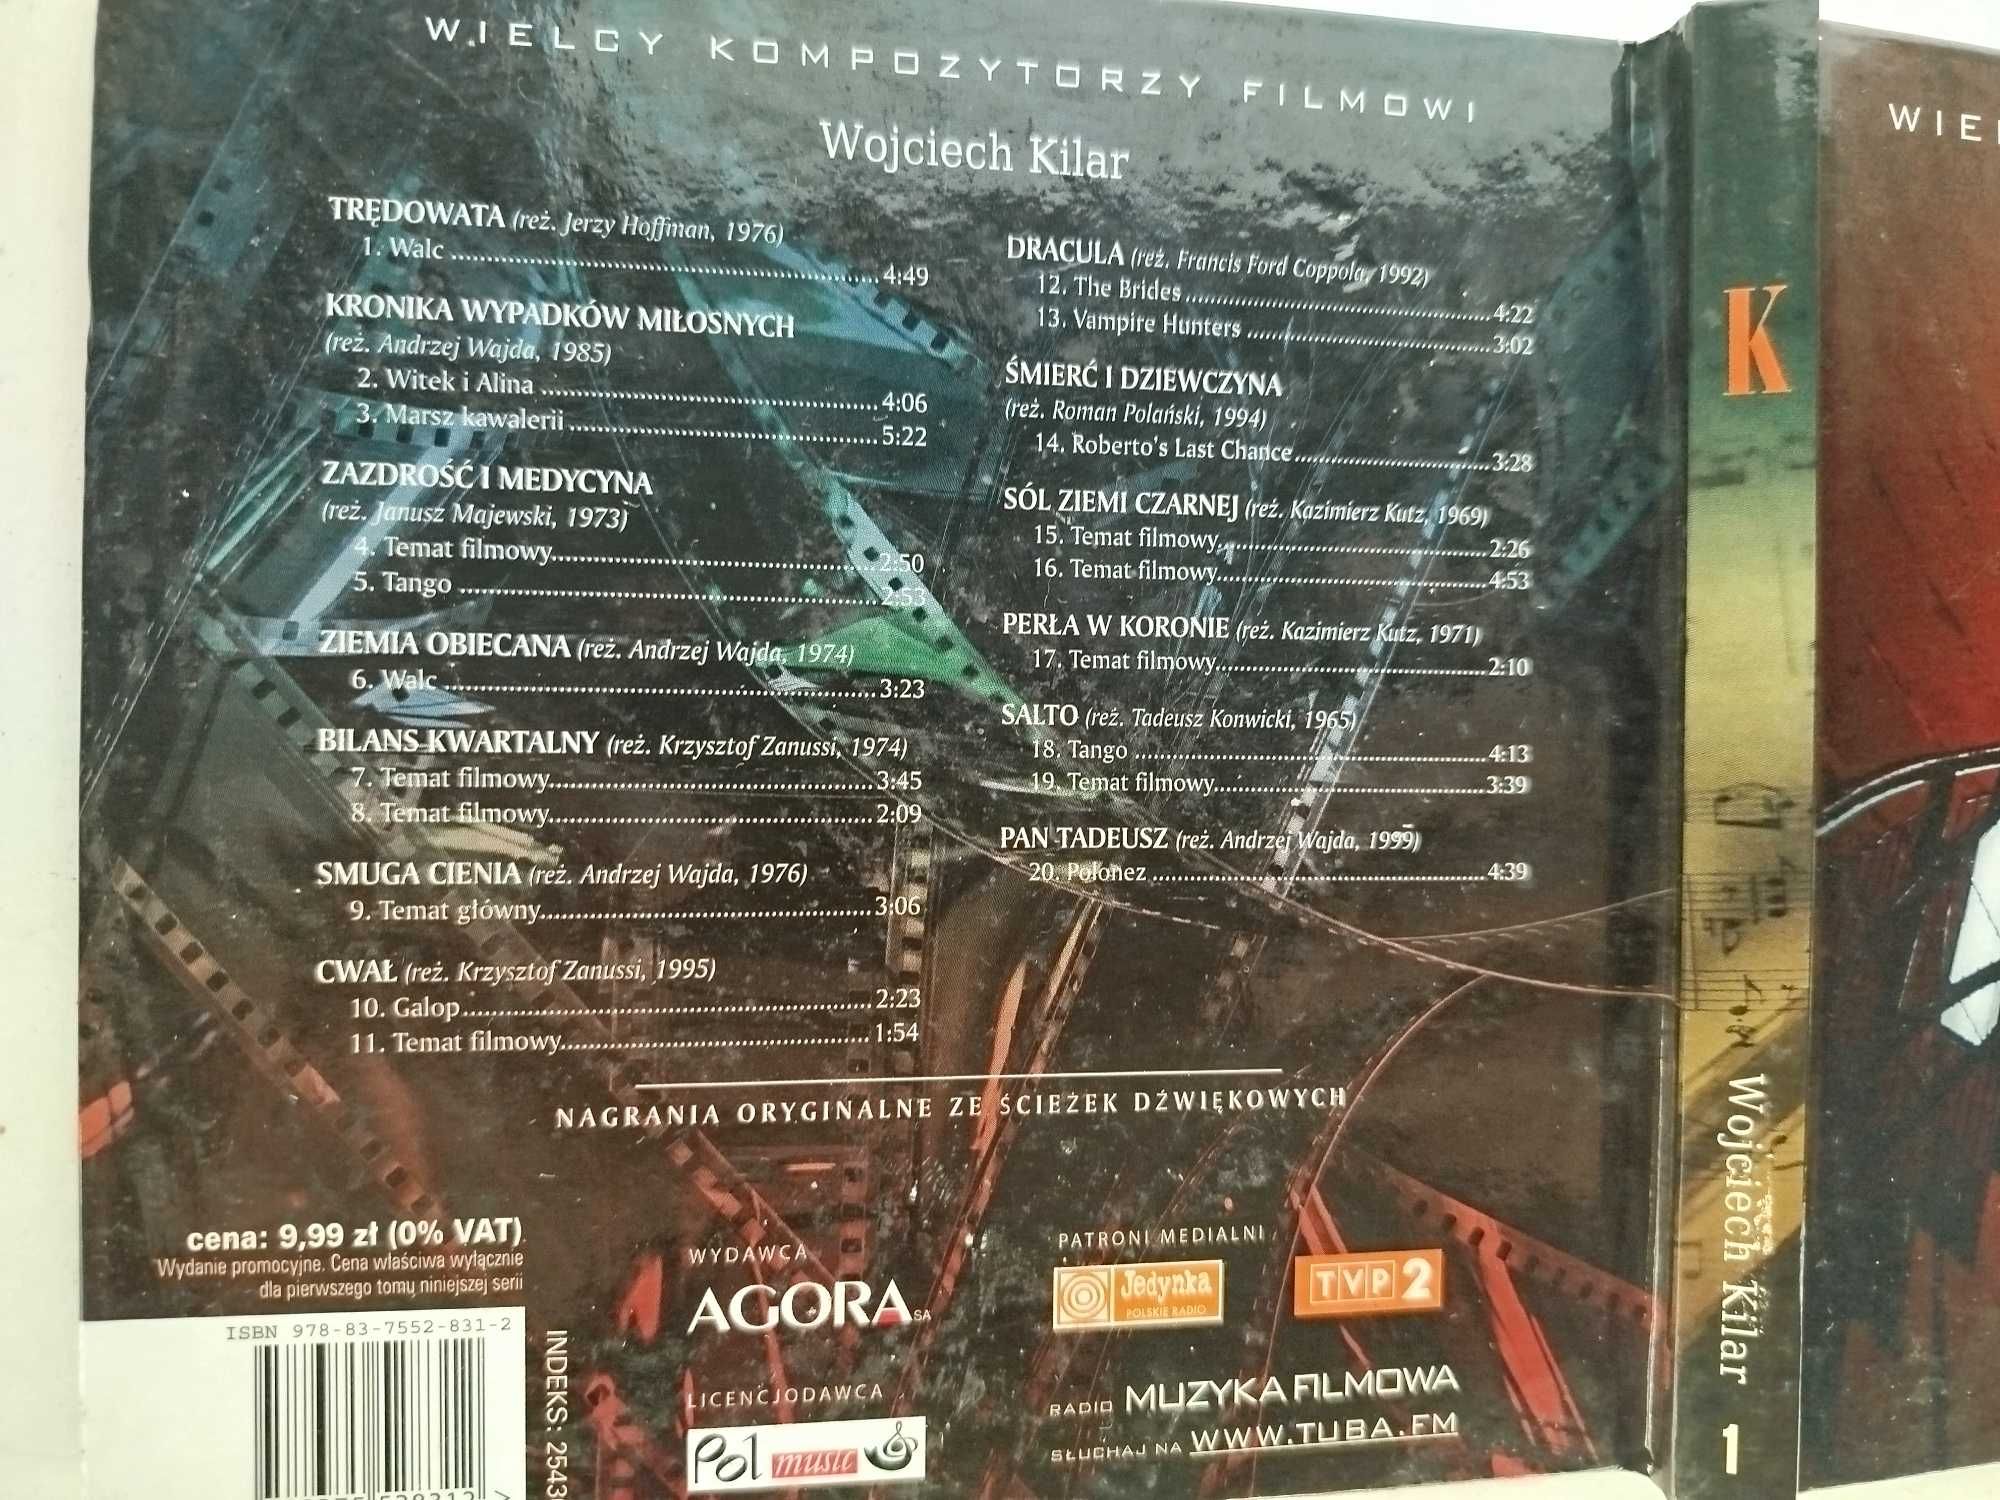 WIELCY KOMPOZYTORZY FILMOWI
Wojciech Kilar
TRĘDOWATA (reż. Jerzy Hoffman, 1976)
1. Walc 4:49
KRONIKA WYPADKÓW MIŁOSNYCH
(reż. Andrzej Wajda, 1985)
2. Witek i Alina 4:06
3. Marsz kawalerii 5:22
ZAZDROŚĆ I MEDYCYNA
(reż. Janusz Majewski, 1973)
4. Temat filmowy 2:50
5. Tango 2:53
ZIEMIA OBIECANA (reż. Andrzej Wajda, 1974)
6. Walc 3:23
BILANS KWARTALNY (reż. Krzysztof Zanussi, 1974)
7. Temat filmowy 3:45
8. Temat filmowy 2:09
SMUGA CIENIA (reż. Andrzej Wajda, 1976)
9. Temat główny 3:06
CWAŁ (reż. Krzysztof Zanussi, 1995)
10. Galop 2:23
11. Temat filmowy 1:54
DRACULA (reż. Francis Ford Coppola, 1992)
12. The Brides 4:22
13. Vampire Hunters 3:02
ŚMIERĆ I DZIEWCZYNA
(reż. Roman Polański, 1994)
14. Roberto's Last Chance 3:28
SÓL ZIEMI CZARNEJ (reż. Kazimierz Kutz, 1969)
15. Temat filmowy 2:26
16. Temat filmowy 4:53
PERŁA W KORONIE (reż. Kazimierz Kutz, 1971)
17. Temat filmowy 2:10
SALTO (reż. Tadeusz Konwicki, 1965)
18. Tango 4:13
19. Temat filmowy 3:39
PAN TADEUSZ (reż. Andrzej Wajda, 1999)
20. Polonez 4:39
NAGRANIA ORYGINALNE ZE ŚCIEŻEK DŹWIĘKOWYCH
cena: 9,99 zł (0% VAT)
Wydanie promocyjne. Cena właściwa wyłącznie
dla pierwszego tomu niniejszej serii
ISBN 978-83-7552-831-2
INDEKS: 2543
WYDAWCA
AGORA SA
LICENCJODAWCA
Pol music
PATRONI MEDIALNI
Jedynka
POLSKIE RADIO
TVP2
RADIO MUZYKA FILMOWA
SŁUCHAJ NA WWW.TUBA.FM
K
Wojciech Kilar
1
WIE